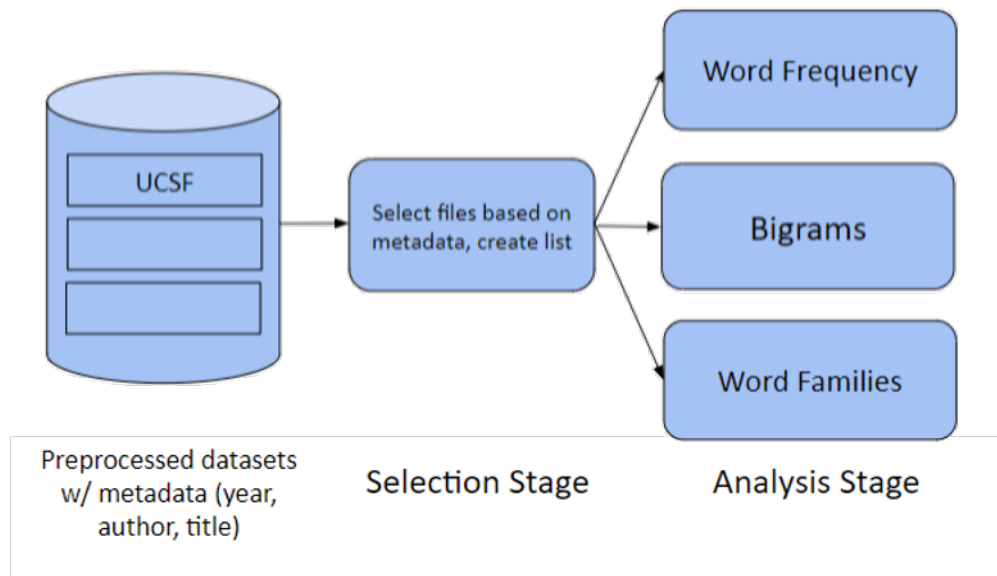 UCSF
Select files based on
metadata, create list
Word Frequency
Bigrams
Word Families
Preprocessed datasets
w/ metadata (year,
author, title)
Selection Stage
Analysis Stage